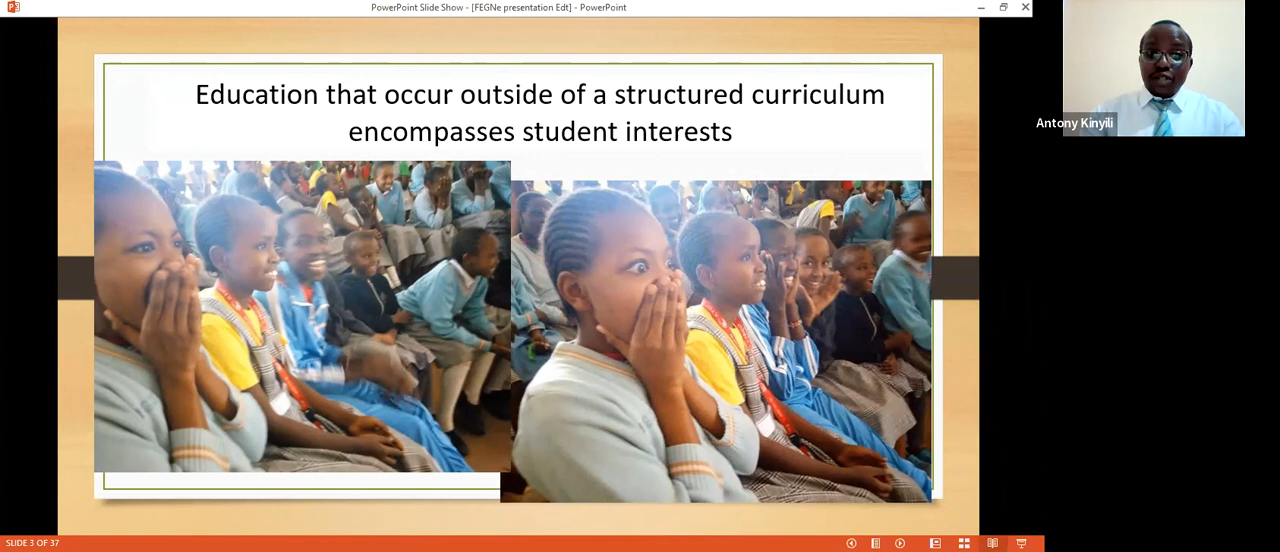 PowerPoint Slide Show - [FEGNe presentation Edt] - PowerPoint
Education that occur outside of a structured curriculum
encompasses student interests
Antony Kinyili
SLIDE 3 OF 37